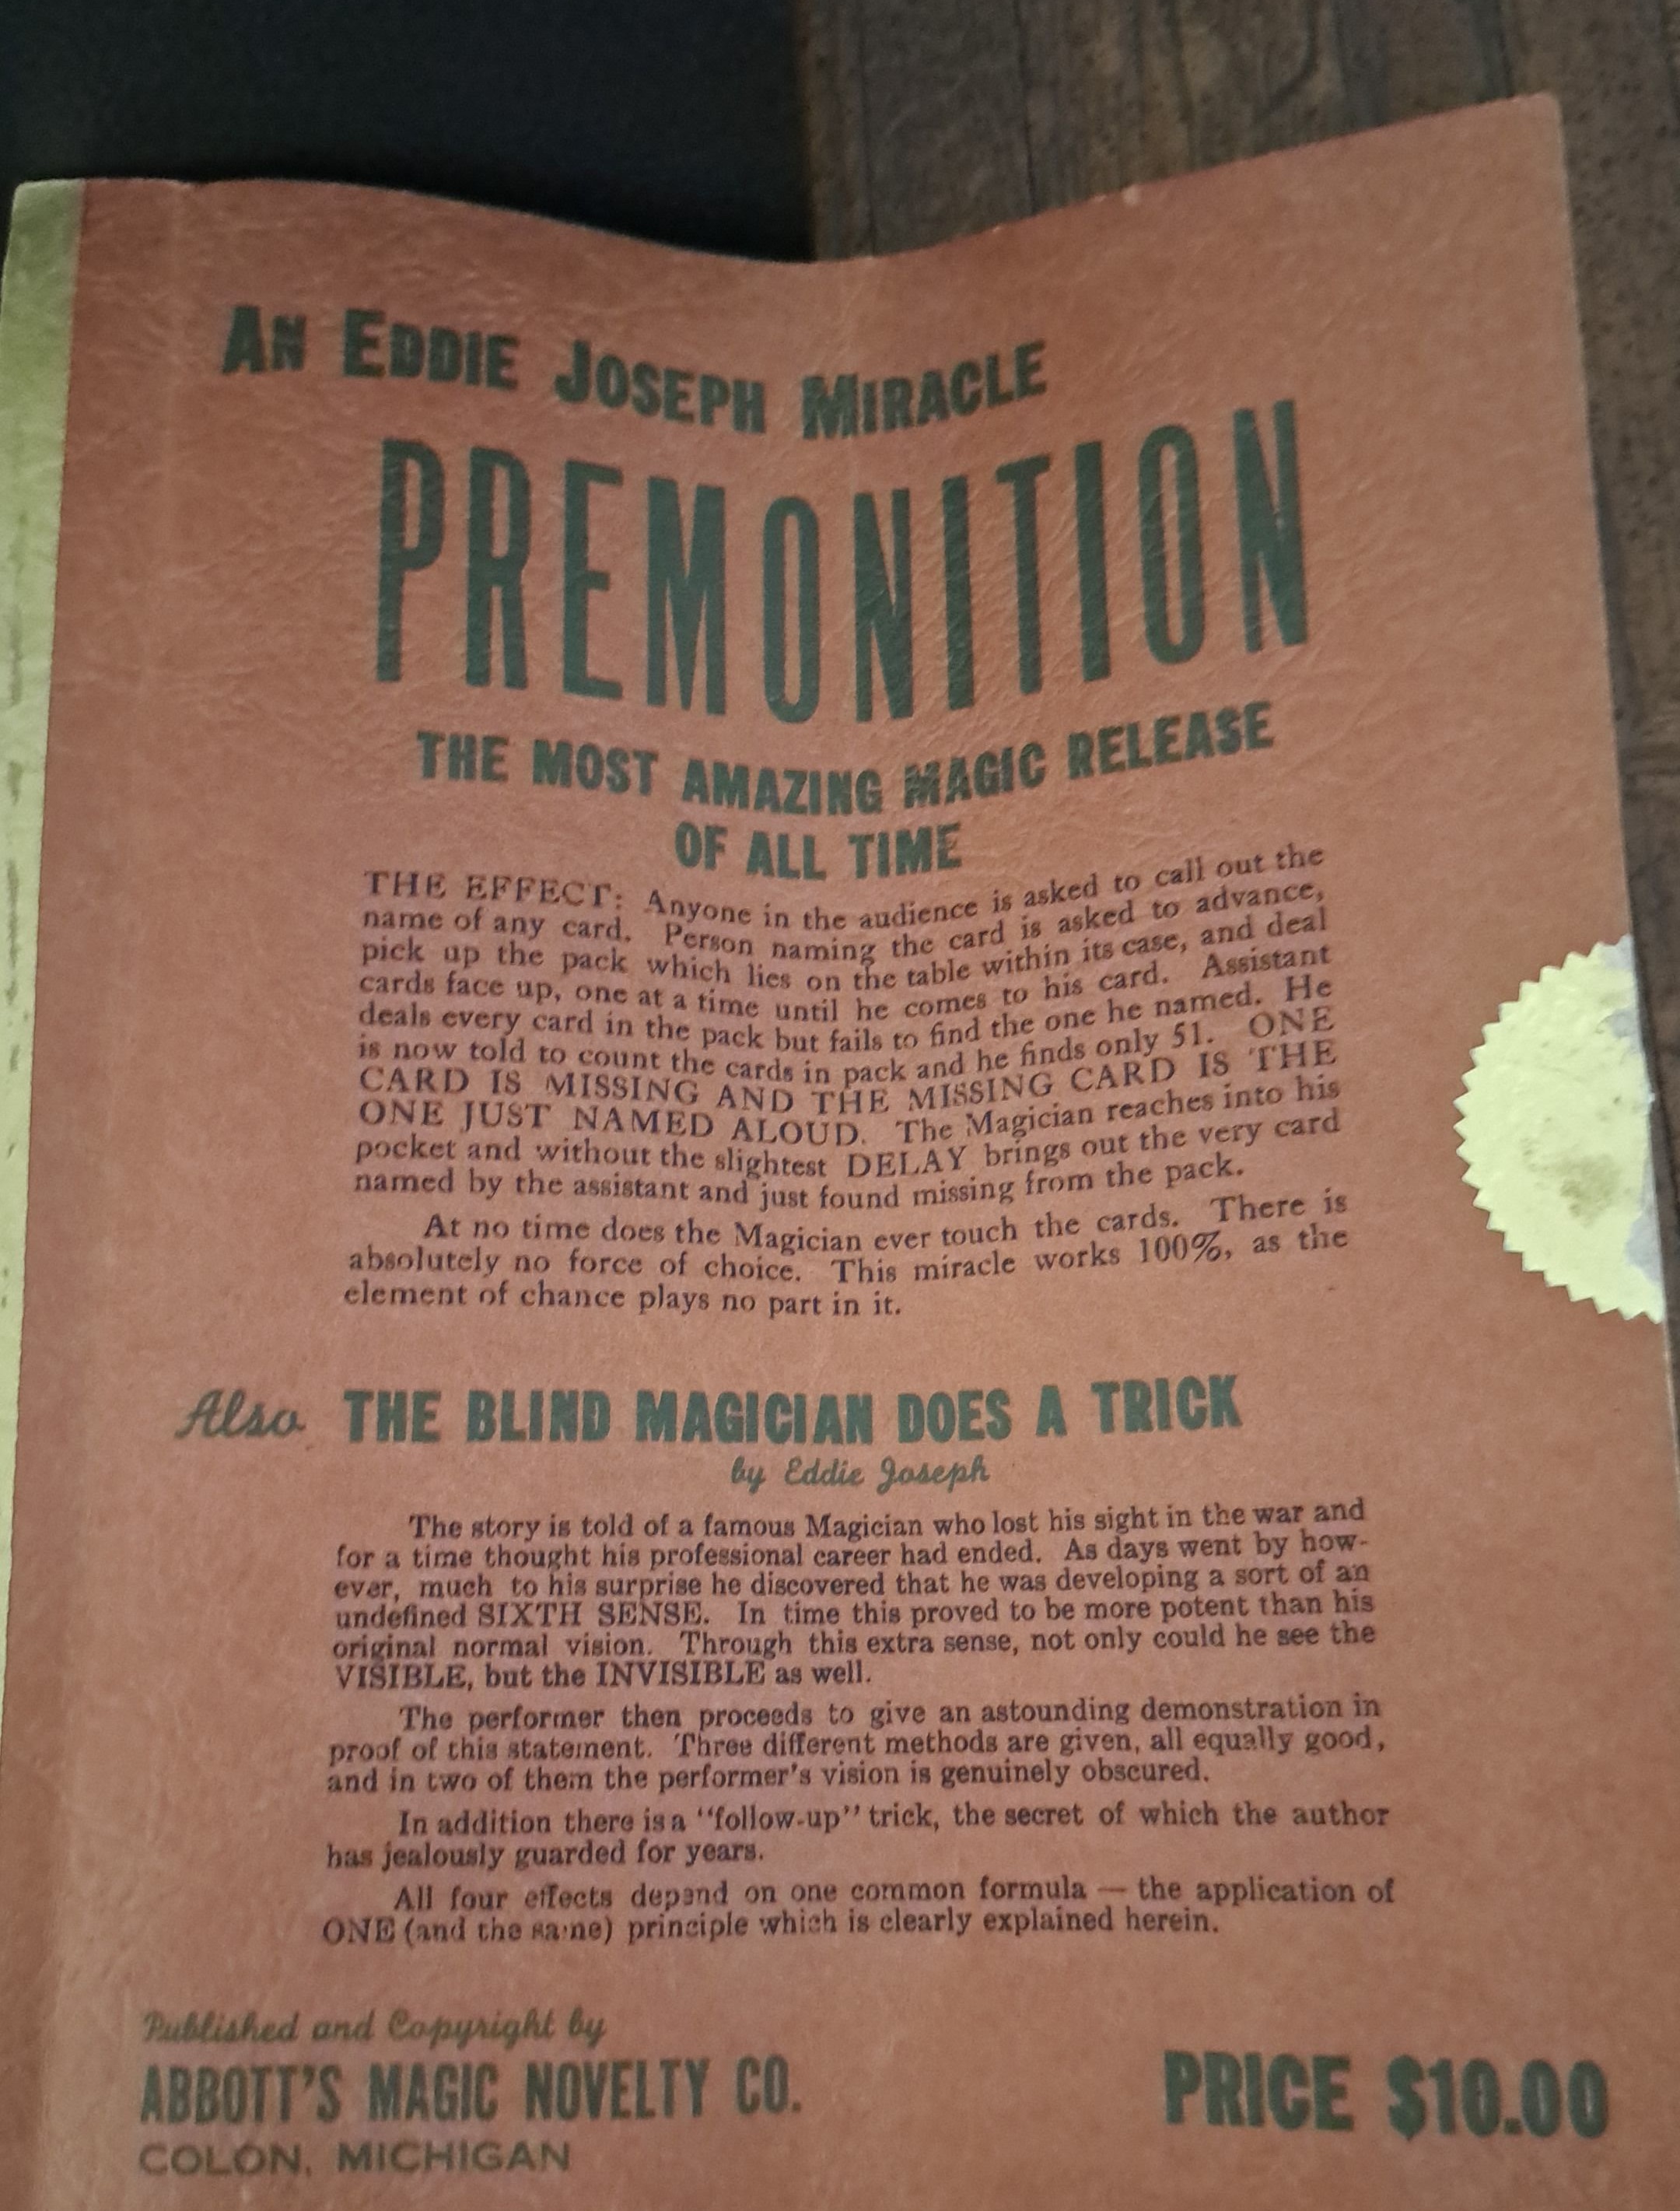 AN EDDIE JOSEPH MIRACLE
PREMONITION
THE MOST AMAZING MAGIC RELEASE
OF ALL TIME
THE EFFECT: Anyone in the audience is asked to call out the
name of any card. Person naming the card is asked to advance,
pick up the pack which lies on the table within its case, and deal
cards face up, one at a time until he comes to his card. Assistant
deals every card in the pack but fails to find the one he named. He
is now told to count the cards in pack and he finds only 51. ONE
CARD IS MISSING AND THE MISSING CARD IS THE
ONE JUST NAMED ALOUD. The Magician reaches into his
pocket and without the slightest DELAY brings out the very card
named by the assistant and just found missing from the pack.
At no time does the Magician ever touch the cards. There is
absolutely no force of choice. This miracle works 100%, as the
element of chance plays no part in it.
Also THE BLIND MAGICIAN DOES A TRICK
by Eddie Joseph
The story is told of a famous Magician who lost his sight in the war and
for a time thought his professional career had ended. As days went by how-
ever, much to his surprise he discovered that he was developing a sort of an
undefined SIXTH SENSE. In time this proved to be more potent than his
original normal vision. Through this extra sense, not only could he see the
VISIBLE, but the INVISIBLE as well.
The performer then proceeds to give an astounding demonstration in
proof of this statement. Three different methods are given, all equally good,
and in two of them the performer's vision is genuinely obscured.
In addition there is a "follow-up" trick, the secret of which the author
has jealously guarded for years.
All four effects depend on one common formula — the application of
ONE (and the same) principle which is clearly explained herein.
Published and Copyright by
ABBOTT'S MAGIC NOVELTY CO.
COLON, MICHIGAN
PRICE $10.00